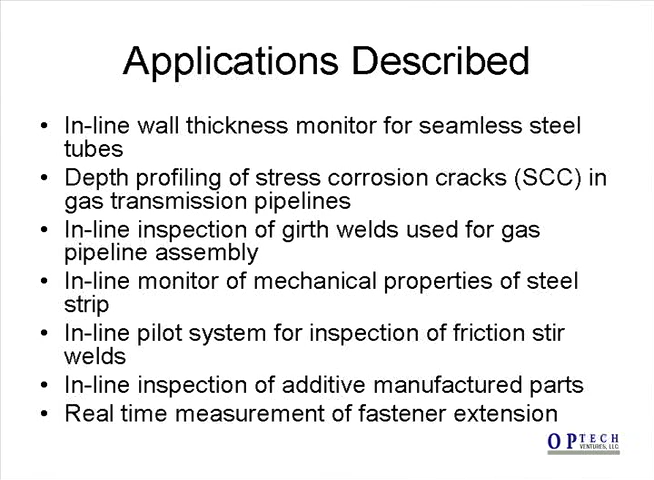 Applications Described
• In-line wall thickness monitor for seamless steel
tubes
• Depth profiling of stress corrosion cracks (SCC) in
gas transmission pipelines
• In-line inspection of girth welds used for gas
pipeline assembly
• In-line monitor of mechanical properties of steel
strip
• In-line pilot system for inspection of friction stir
welds
• In-line inspection of additive manufactured parts
• Real time measurement of fastener extension
OPTECH
VENTURES, LLC